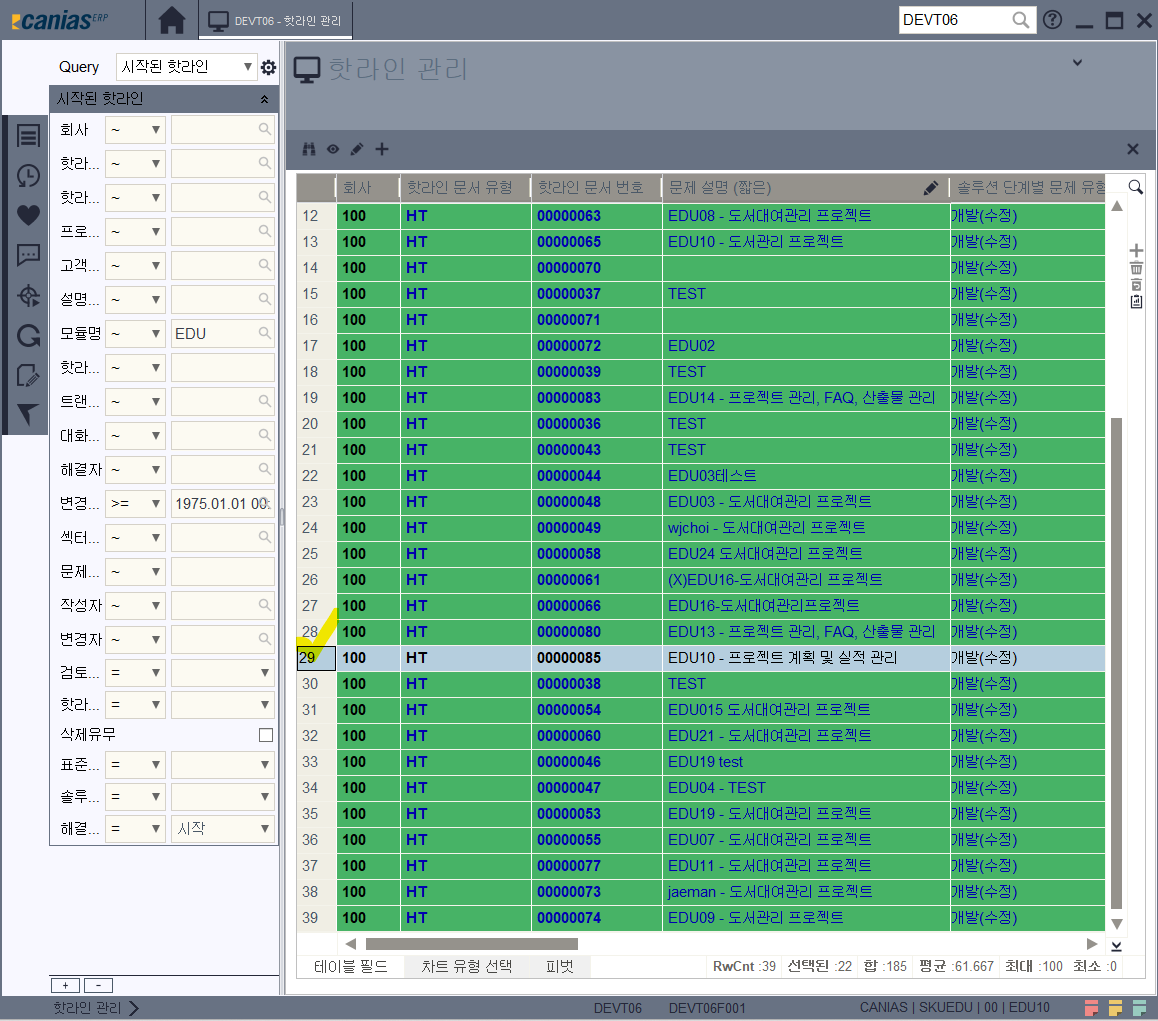 canias ERP
DEVT06 - 핫라인 관리
DEVT06
Query 시작된 핫라인
시작된 핫라인
회사 ~
핫라... ~
핫라... ~
프로... ~
고객... ~
설명... ~
모듈명 ~ EDU
핫라... ~
트랜... ~
대화... ~
해결자 ~
변경... >= 1975.01.01 00:
섹터... ~
문제... ~
작성자 ~
변경자 ~
검토... =
핫라... =
삭제유무
표준... =
솔루... =
해결... = 시작
+ -
핫라인 관리
회사 핫라인 문서 유형 핫라인 문서 번호 문제 설명 (짧은) 솔루션 단계별 문제 유형
12 100 HT 00000063 EDU08 - 도서대여관리 프로젝트 개발(수정)
13 100 HT 00000065 EDU10 - 도서관리 프로젝트 개발(수정)
14 100 HT 00000070 개발(수정)
15 100 HT 00000037 TEST 개발(수정)
16 100 HT 00000071 개발(수정)
17 100 HT 00000072 EDU02 개발(수정)
18 100 HT 00000039 TEST 개발(수정)
19 100 HT 00000083 EDU14 - 프로젝트 관리, FAQ, 산출물 관리 개발(수정)
20 100 HT 00000036 TEST 개발(수정)
21 100 HT 00000043 TEST 개발(수정)
22 100 HT 00000044 EDU03테스트 개발(수정)
23 100 HT 00000048 EDU03 - 도서대여관리 프로젝트 개발(수정)
24 100 HT 00000049 wjchoi - 도서대여관리 프로젝트 개발(수정)
25 100 HT 00000058 EDU24 도서대여관리 프로젝트 개발(수정)
26 100 HT 00000061 (X)EDU16-도서대여관리 프로젝트 개발(수정)
27 100 HT 00000066 EDU16-도서대여관리프로젝트 개발(수정)
28 100 HT 00000080 EDU13 - 프로젝트 관리, FAQ, 산출물 관리 개발(수정)
29 100 HT 00000085 EDU10 - 프로젝트 계획 및 실적 관리 개발(수정)
30 100 HT 00000038 TEST 개발(수정)
31 100 HT 00000054 EDU015 도서대여관리 프로젝트 개발(수정)
32 100 HT 00000060 EDU21 - 도서대여관리 프로젝트 개발(수정)
33 100 HT 00000046 EDU19 test 개발(수정)
34 100 HT 00000047 EDU04 - TEST 개발(수정)
35 100 HT 00000053 EDU19 - 도서대여관리 프로젝트 개발(수정)
36 100 HT 00000055 EDU07 - 도서대여관리 프로젝트 개발(수정)
37 100 HT 00000077 EDU11 - 도서대여관리 프로젝트 개발(수정)
38 100 HT 00000073 jaeman - 도서대여관리 프로젝트 개발(수정)
39 100 HT 00000074 EDU09 - 도서관리 프로젝트 개발(수정)
테이블 필드 차트 유형 선택 피벗 RwCnt :39 선택된 :22 합 :185 평균 :61.667 최대 :100 최소 :0
핫라인 관리 DEVT06 DEVT06F001 CANIAS | SKUEDU | 00 | EDU10